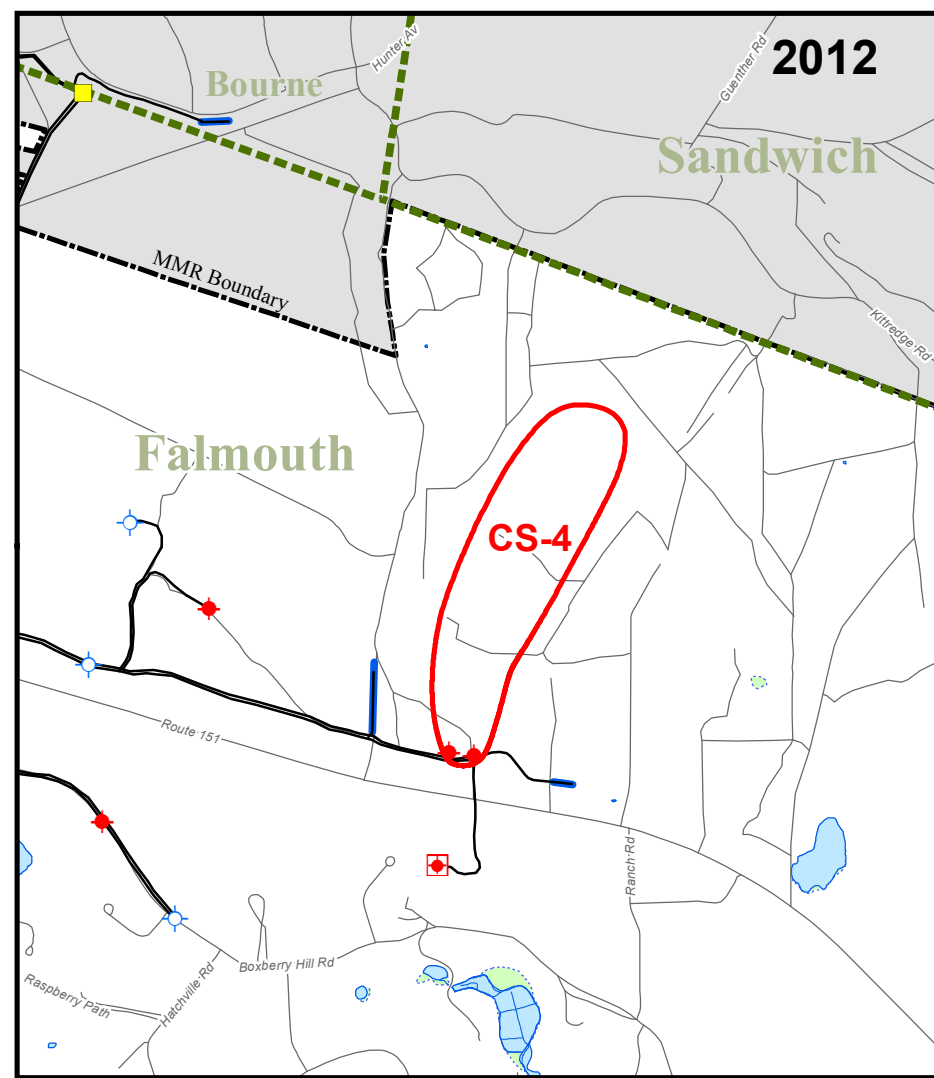 2012
Hunter Av
Guenther Rd
Bourne
Sandwich
MMR Boundary
Kittredge Rd
Falmouth
CS-4
Route 151
Ranch Rd
Boxberry Hill Rd
Hatchville Rd
Raspberry Path